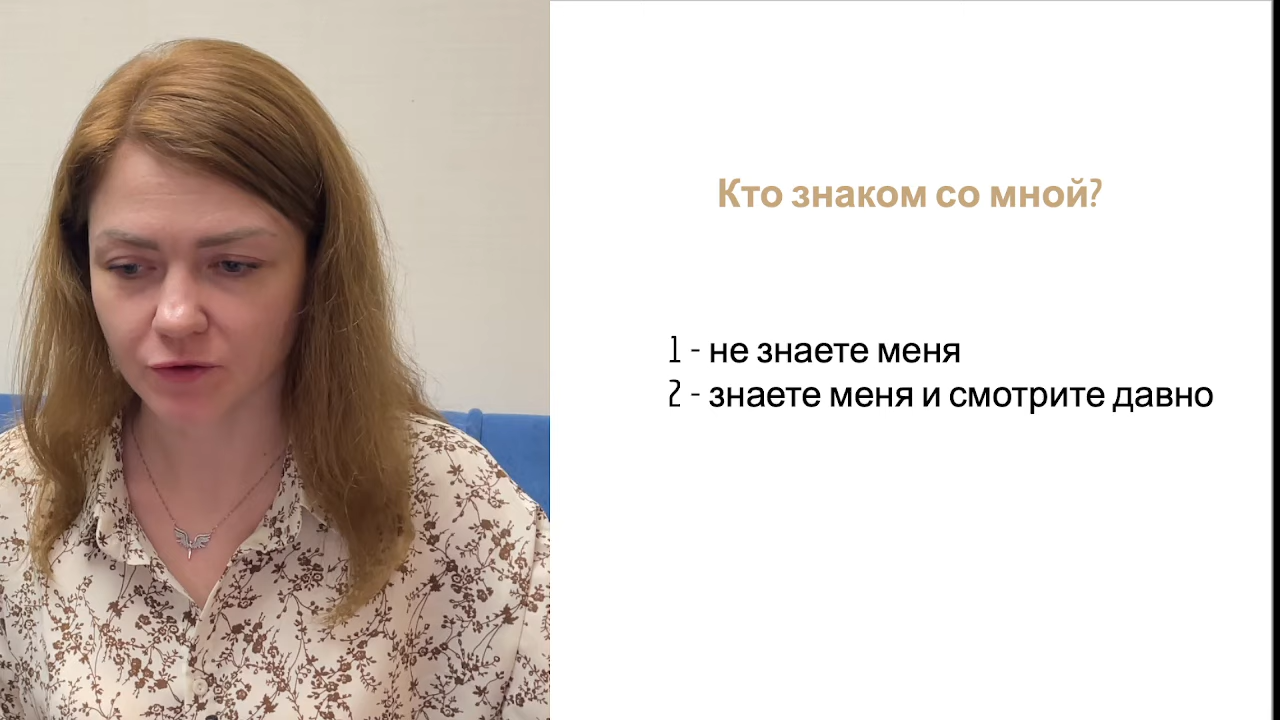 Кто знаком со мной?
1 - не знаете меня
2 - знаете меня и смотрите давно